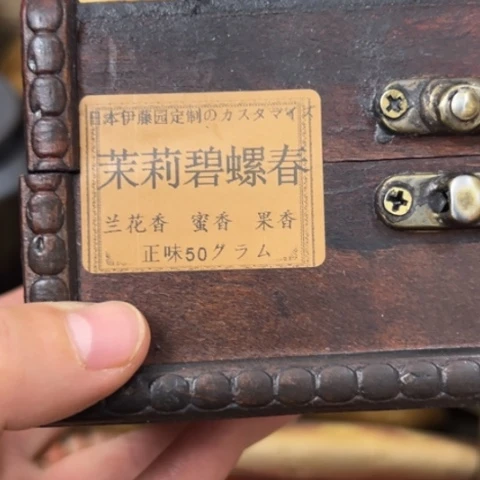 日本伊藤园定制のカスタマイズ
茉莉碧螺春
兰花香 蜜香 果香
正味50グラム